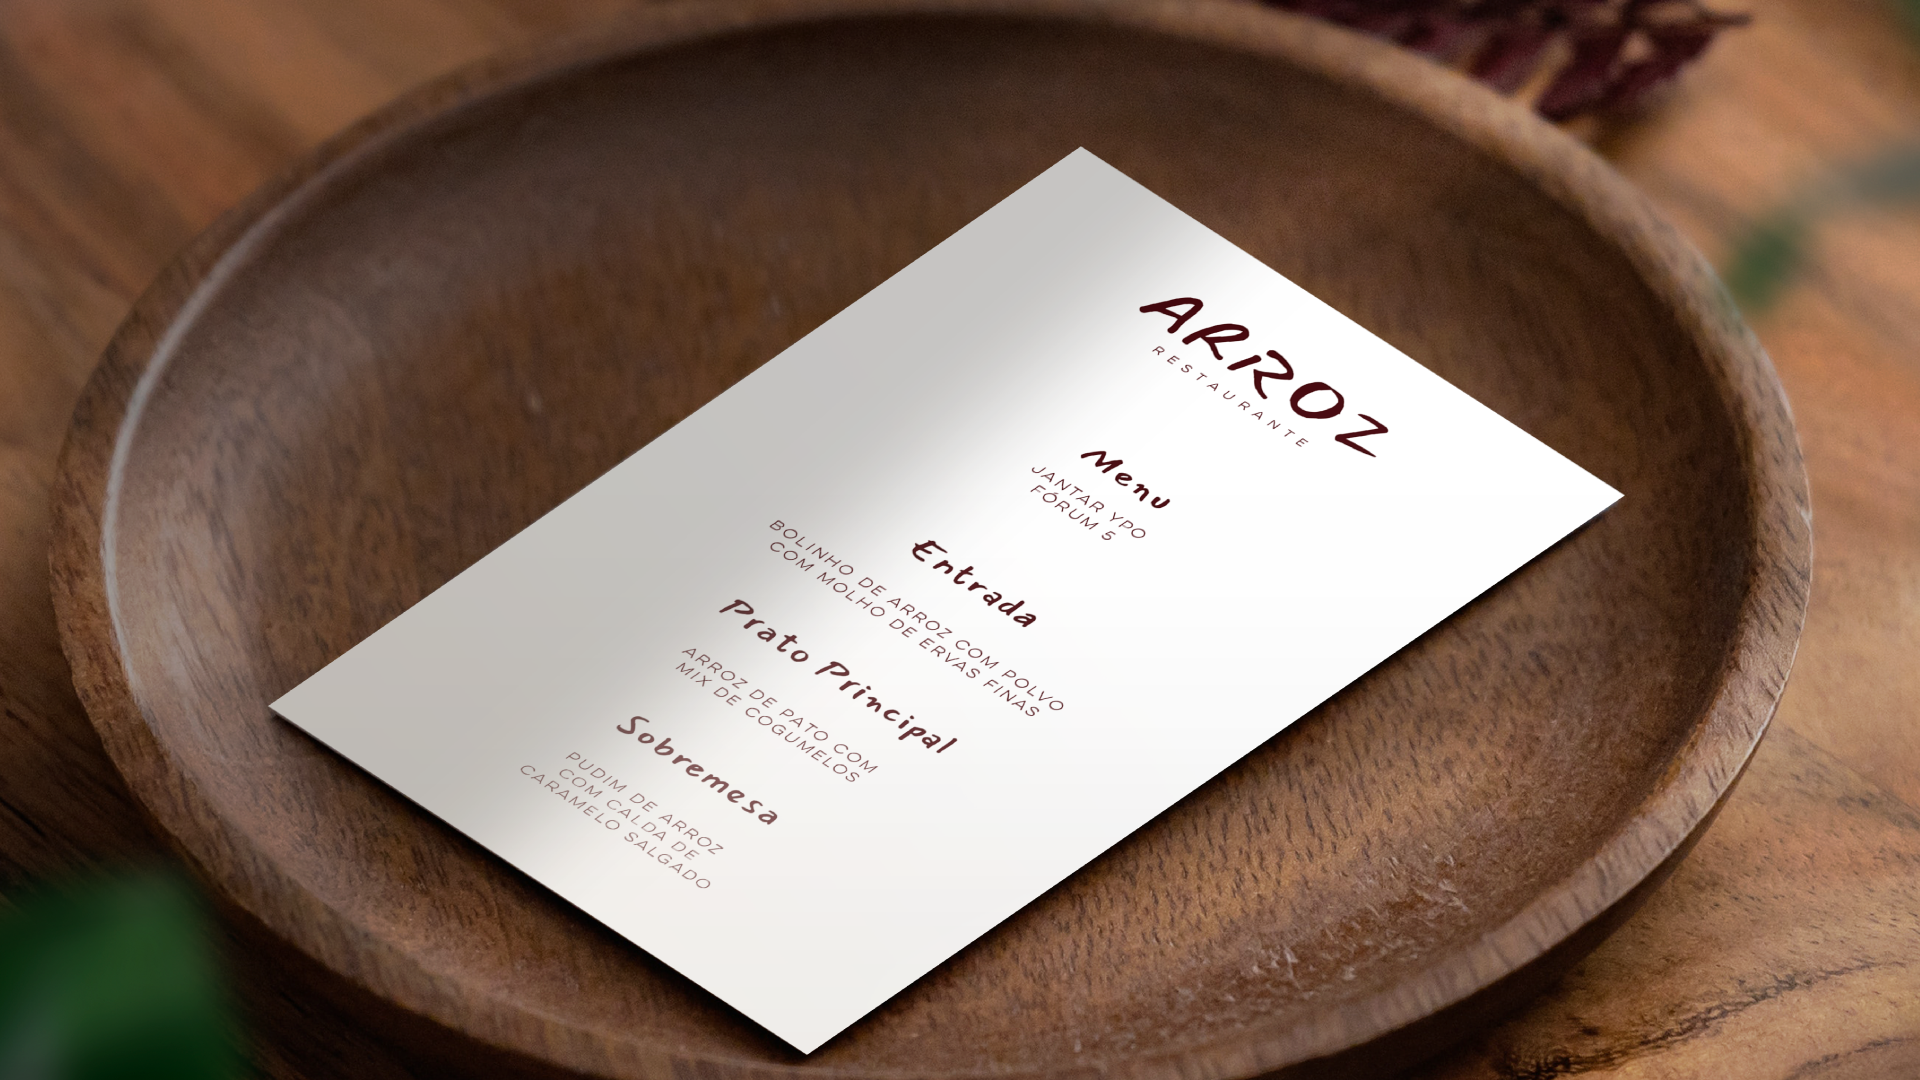 ARROZ
RESTAURANTE
Menu
JANTAR YPO
FÓRUM 5
Entrada
BOLINHO DE ARROZ COM POLVO
COM MOLHO DE ERVAS FINAS
Prato Principal
ARROZ DE PATO COM
MIX DE COGUMELOS
Sobremesa
PUDIM DE ARROZ
COM CALDA DE
CARAMELO SALGADO